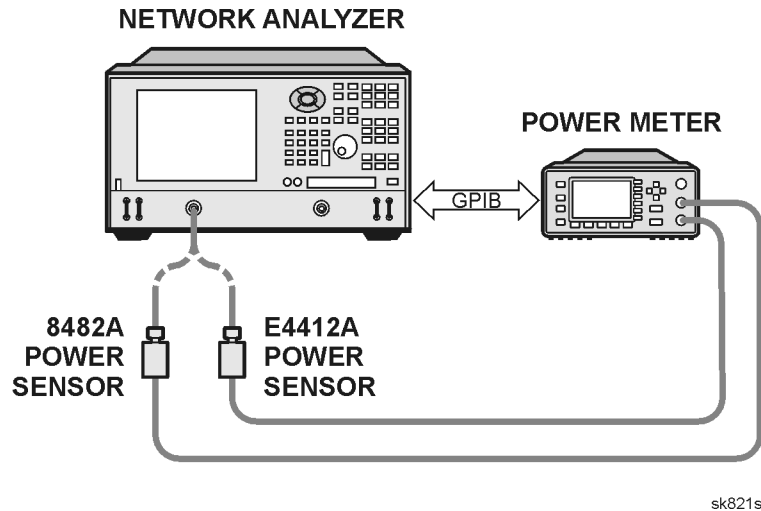 NETWORK ANALYZER
POWER METER
GPIB
8482A
POWER
SENSOR
E4412A
POWER
SENSOR
sk821s